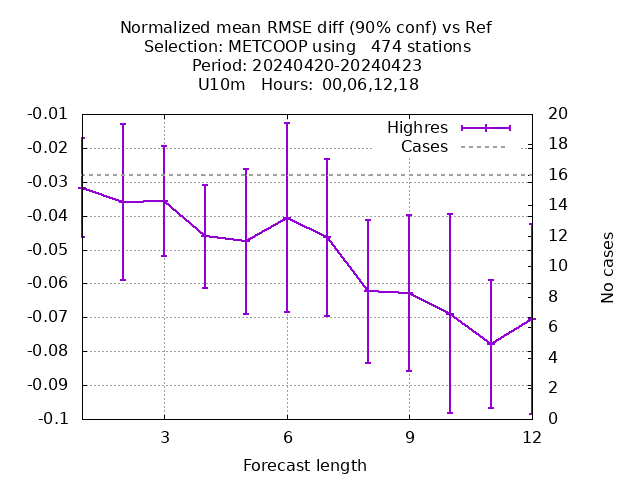 Normalized mean RMSE diff (90% conf) vs Ref
Selection: METCOOP using   474 stations
Period: 20240420-20240423
U10m   Hours:  00,06,12,18
Highres
Cases
-0.01
-0.02
-0.03
-0.04
-0.05
-0.06
-0.07
-0.08
-0.09
-0.1
20
18
16
14
12
10
8
6
4
2
0
No cases
3 6 9 12
Forecast length